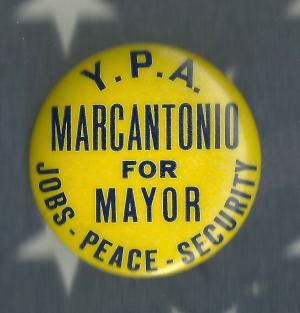 Y.P.A.
MARCANTONIO
FOR
MAYOR
JOBS - PEACE - SECURITY